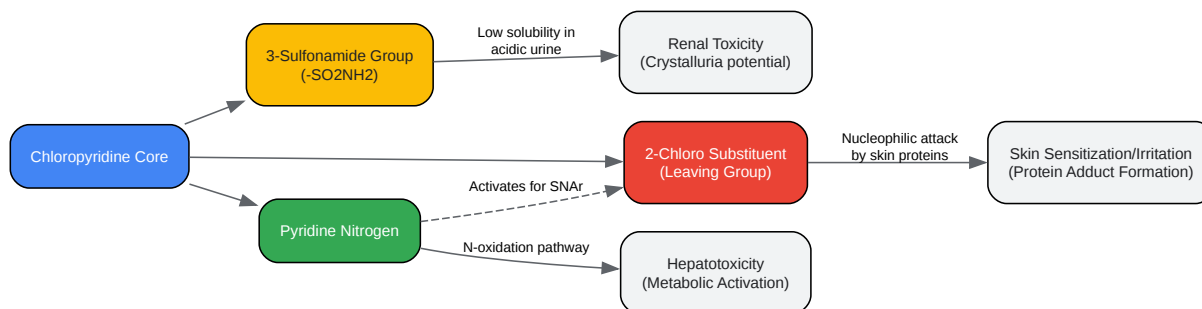 3-Sulfonamide Group
(-SO2NH2)
Low solubility in
acidic urine
Renal Toxicity
(Crystalluria potential)
Chloropyridine Core
2-Chloro Substituent
(Leaving Group)
Nucleophilic attack
by skin proteins
Skin Sensitization/Irritation
(Protein Adduct Formation)
Activates for SNAr
Pyridine Nitrogen
N-oxidation pathway
Hepatotoxicity
(Metabolic Activation)